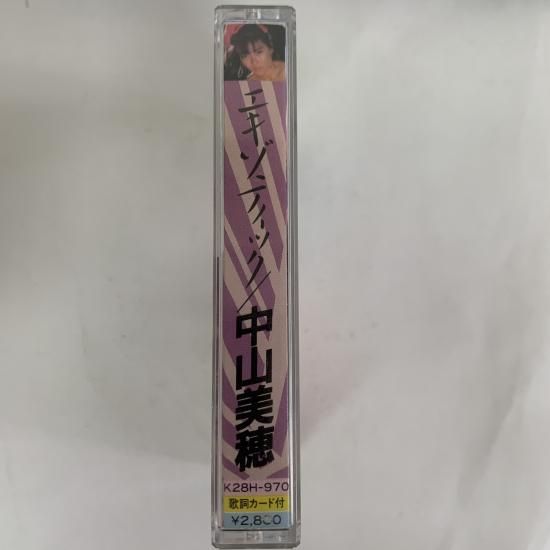 エキゾティック/
中山美穂
K28H-970
歌詞カード付
¥2,800